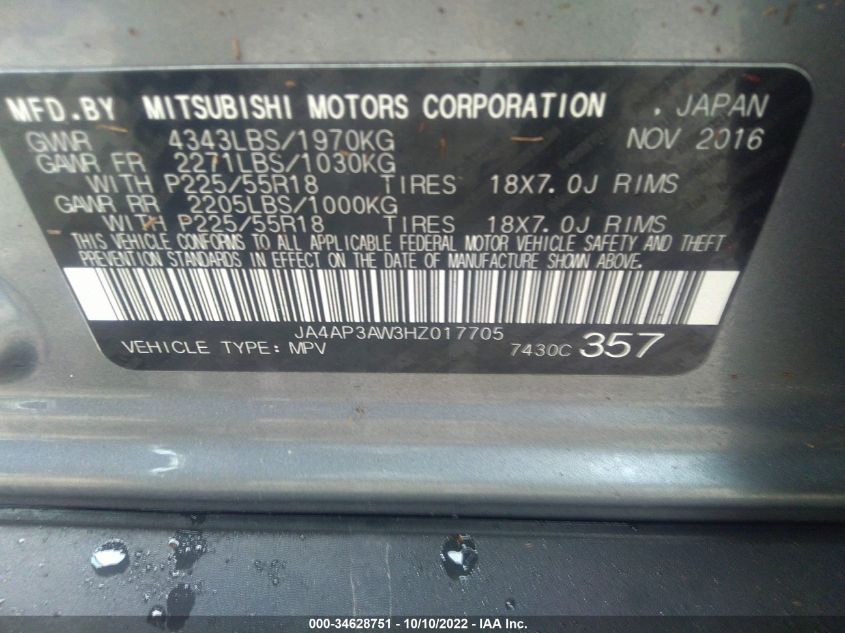 MFD.BY MITSUBISHI MOTORS CORPORATION , JAPAN
GVWR 4343LBS/1970KG NOV 2016
GAWR FR 2271LBS/1030KG
WITH P225/55R18 TIRES 18X7.0J RIMS
GAWR RR 2205LBS/1000KG
WITH P225/55R18 TIRES 18X7.0J RIMS
THIS VEHICLE CONFORMS TO ALL APPLICABLE FEDERAL MOTOR VEHICLE SAFETY AND THEFT
PREVENTION STANDARDS IN EFFECT ON THE DATE OF MANUFACTURE SHOWN ABOVE.
JA4AP3AW3HZ017705
VEHICLE TYPE: MPV 7430C 357
000-34628751 - 10/10/2022 - IAA Inc.